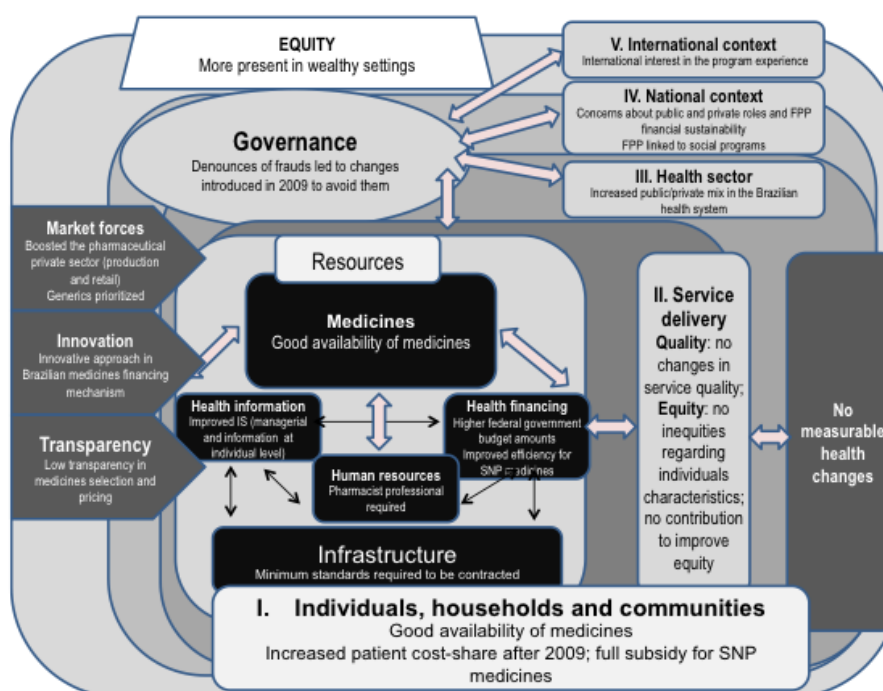 EQUITY
More present in wealthy settings
V. International context
International interest in the program experience
IV. National context
Concerns about public and private roles and FPP
financial sustainability
FPP linked to social programs
III. Health sector
Increased public/private mix in the Brazilian
health system
Governance
Denounces of frauds led to changes
introduced in 2009 to avoid them
Market forces
Boosted the pharmaceutical
private sector (production
and retail)
Generics prioritized
Innovation
Innovative approach in
Brazilian medicines financing
mechanism
Transparency
Low transparency in
medicines selection and
pricing
Resources
Medicines
Good availability of medicines
Health information
Improved IS (managerial
and information at
individual level)
Health financing
Higher federal government
budget amounts
Improved efficiency for
SNP medicines
Human resources
Pharmacist professional
required
Infrastructure
Minimum standards required to be contracted
II. Service
delivery
Quality: no
changes in
service quality;
Equity: no
inequities
regarding
individuals
characteristics;
no contribution
to improve
equity
No
measurable
health
changes
I. Individuals, households and communities
Good availability of medicines
Increased patient cost-share after 2009; full subsidy for SNP
medicines